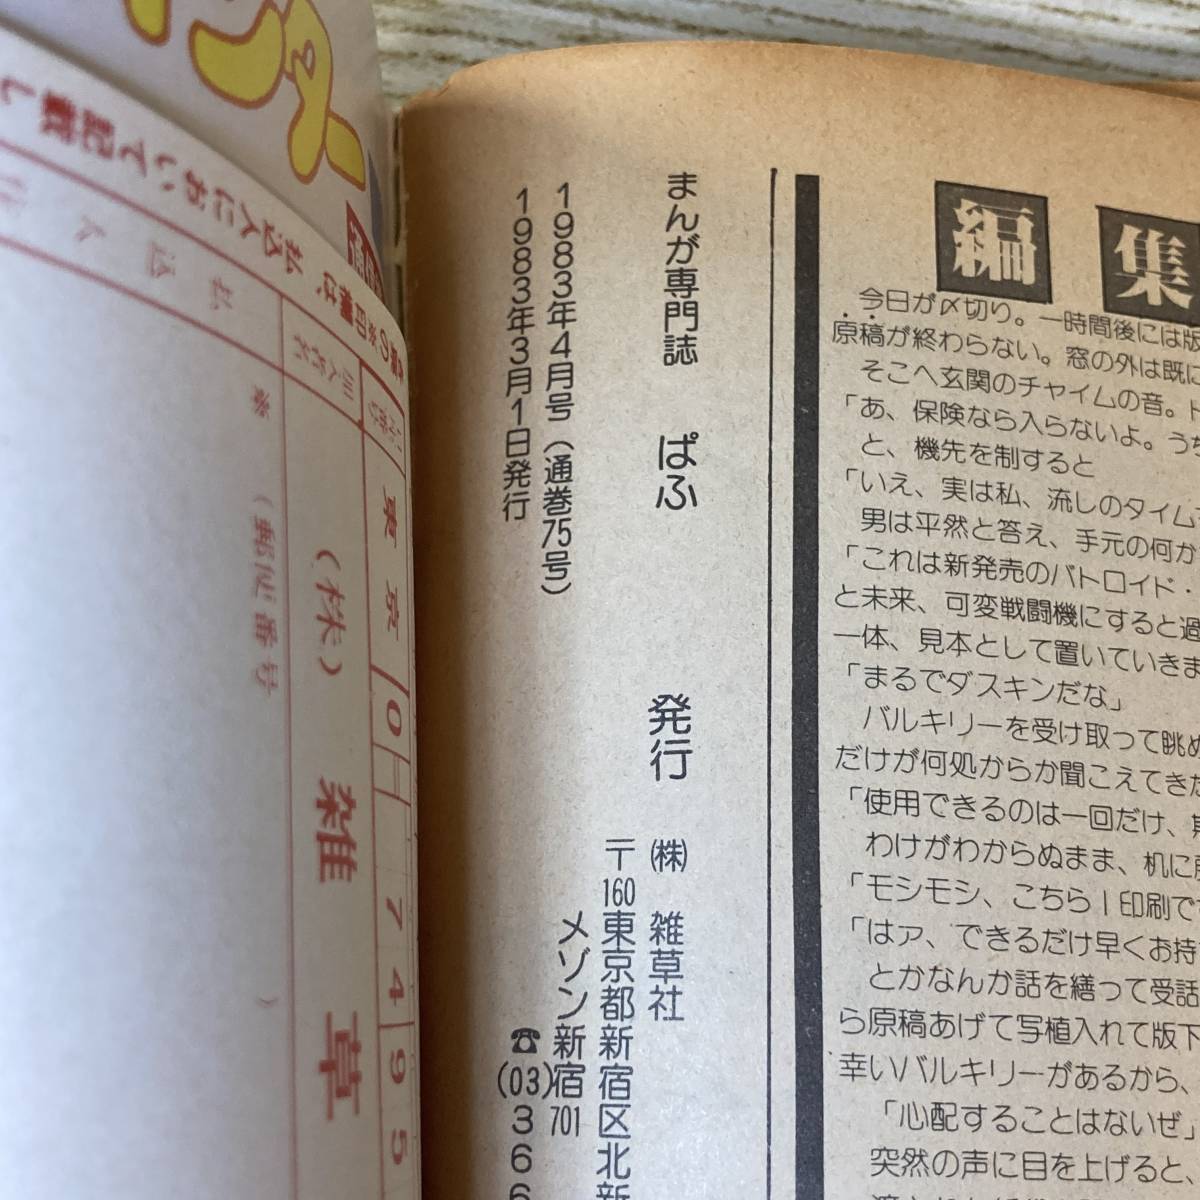 編集
今日が〆切り。一時間後には版
原稿が終わらない。窓の外は既に
そこへ玄関のチャイムの音。ド
「あ、保険なら入らないよ。うち
と、機先を制すると
「いえ、実は私、流しのタイム
男は平然と答え、手元の何か
「これは新発売のバトロイド・
と未来、可変戦闘機にすると過
一体、見本として置いていきま
「まるでダスキンだな」
バルキリーを受け取って眺め
だけが何処からか聞こえてきた
「使用できるのは一回だけ、
わけがわからぬまま、机に
「モシモシ、こちらI印刷で
「はァ、できるだけ早くお持
とかなんか話を繕って受話
ら原稿あげて写植入れて版下
幸いバルキリーがあるから、
「心配することはないぜ」
突然の声に目を上げると、
まんが専門誌 ぱふ 発行 (株) 雑草社
〒160 東京都新宿区北新
1983年4月号(通巻75号) メゾン新宿701
1983年3月1日発行 ☎(03)366
払込人において記載し
東京 0 7495
(株) 雑草
※ (郵便番号 )